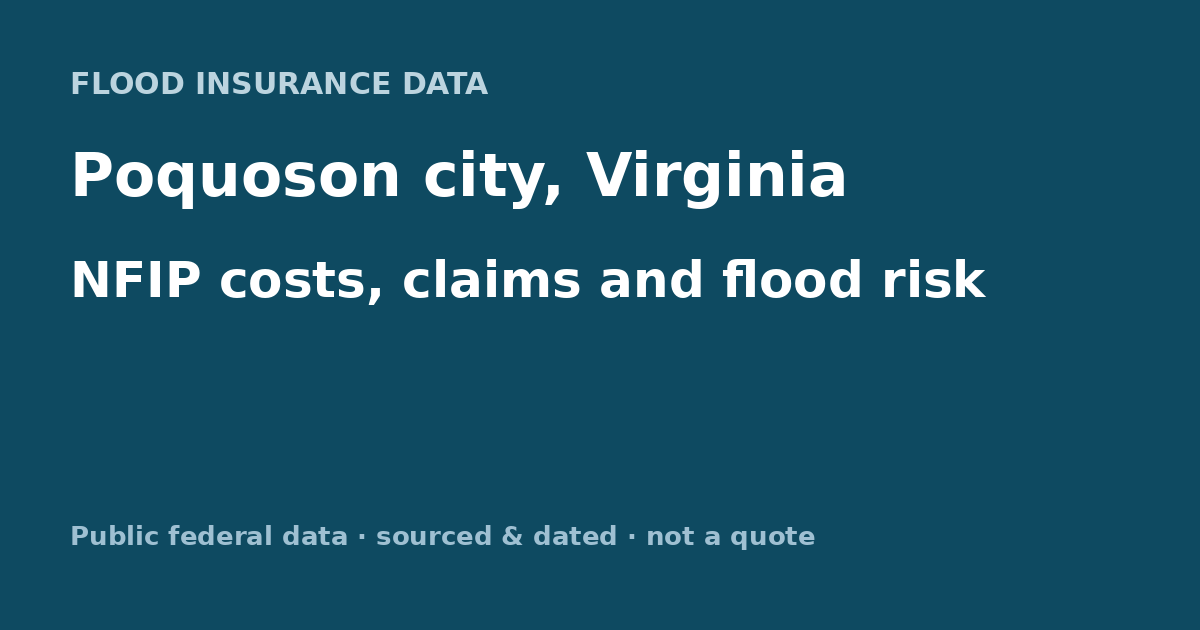 FLOOD INSURANCE DATA
Poquoson city, Virginia
NFIP costs, claims and flood risk
Public federal data · sourced & dated · not a quote